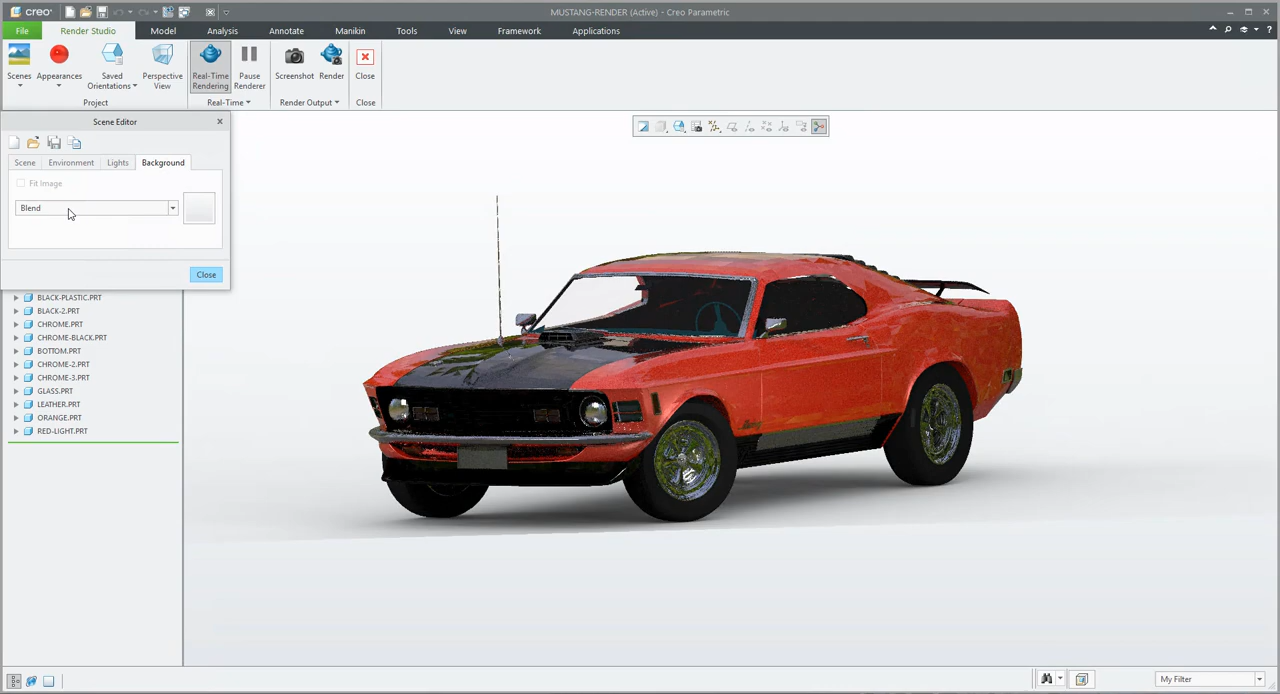 creo
MUSTANG-RENDER (Active) - Creo Parametric
File Render Studio Model Analysis Annotate Manikin Tools View Framework Applications
Scenes
Appearances
Saved Orientations
Perspective View
Real-Time Rendering
Pause Renderer
Screenshot
Render
Close
Project
Real-Time
Render Output
Close
Scene Editor
Scene Environment Lights Background
Fit Image
Blend
Close
BLACK-PLASTIC.PRT
BLACK-2.PRT
CHROME.PRT
CHROME-BLACK.PRT
BOTTOM.PRT
CHROME-2.PRT
CHROME-3.PRT
GLASS.PRT
LEATHER.PRT
ORANGE.PRT
RED-LIGHT.PRT
My Filter